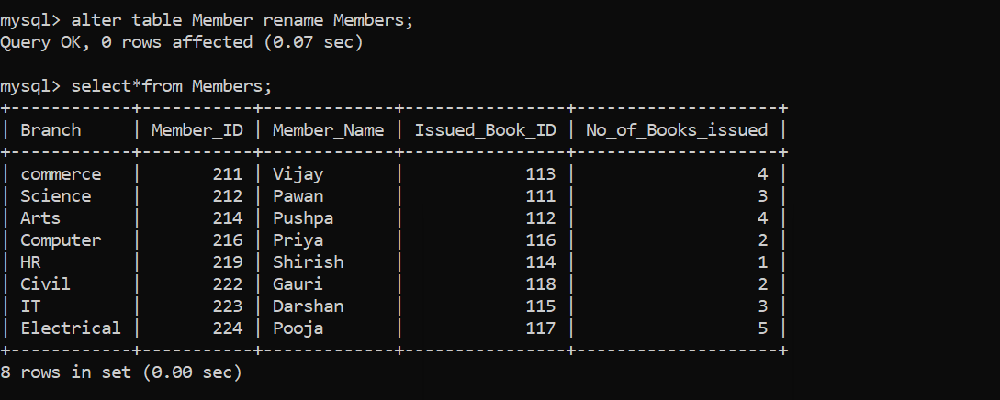 mysql> alter table Member rename Members;
Query OK, 0 rows affected (0.07 sec)
mysql> select*from Members;
+------------+-----------+-------------+----------------+--------------------+
| Branch     | Member_ID | Member_Name | Issued_Book_ID | No_of_Books_issued |
+------------+-----------+-------------+----------------+--------------------+
| commerce   |       211 | Vijay       |            113 |                  4 |
| Science    |       212 | Pawan       |            111 |                  3 |
| Arts       |       214 | Pushpa      |            112 |                  4 |
| Computer   |       216 | Priya       |            116 |                  2 |
| HR         |       219 | Shirish     |            114 |                  1 |
| Civil      |       222 | Gauri       |            118 |                  2 |
| IT         |       223 | Darshan     |            115 |                  3 |
| Electrical |       224 | Pooja       |            117 |                  5 |
+------------+-----------+-------------+----------------+--------------------+
8 rows in set (0.00 sec)